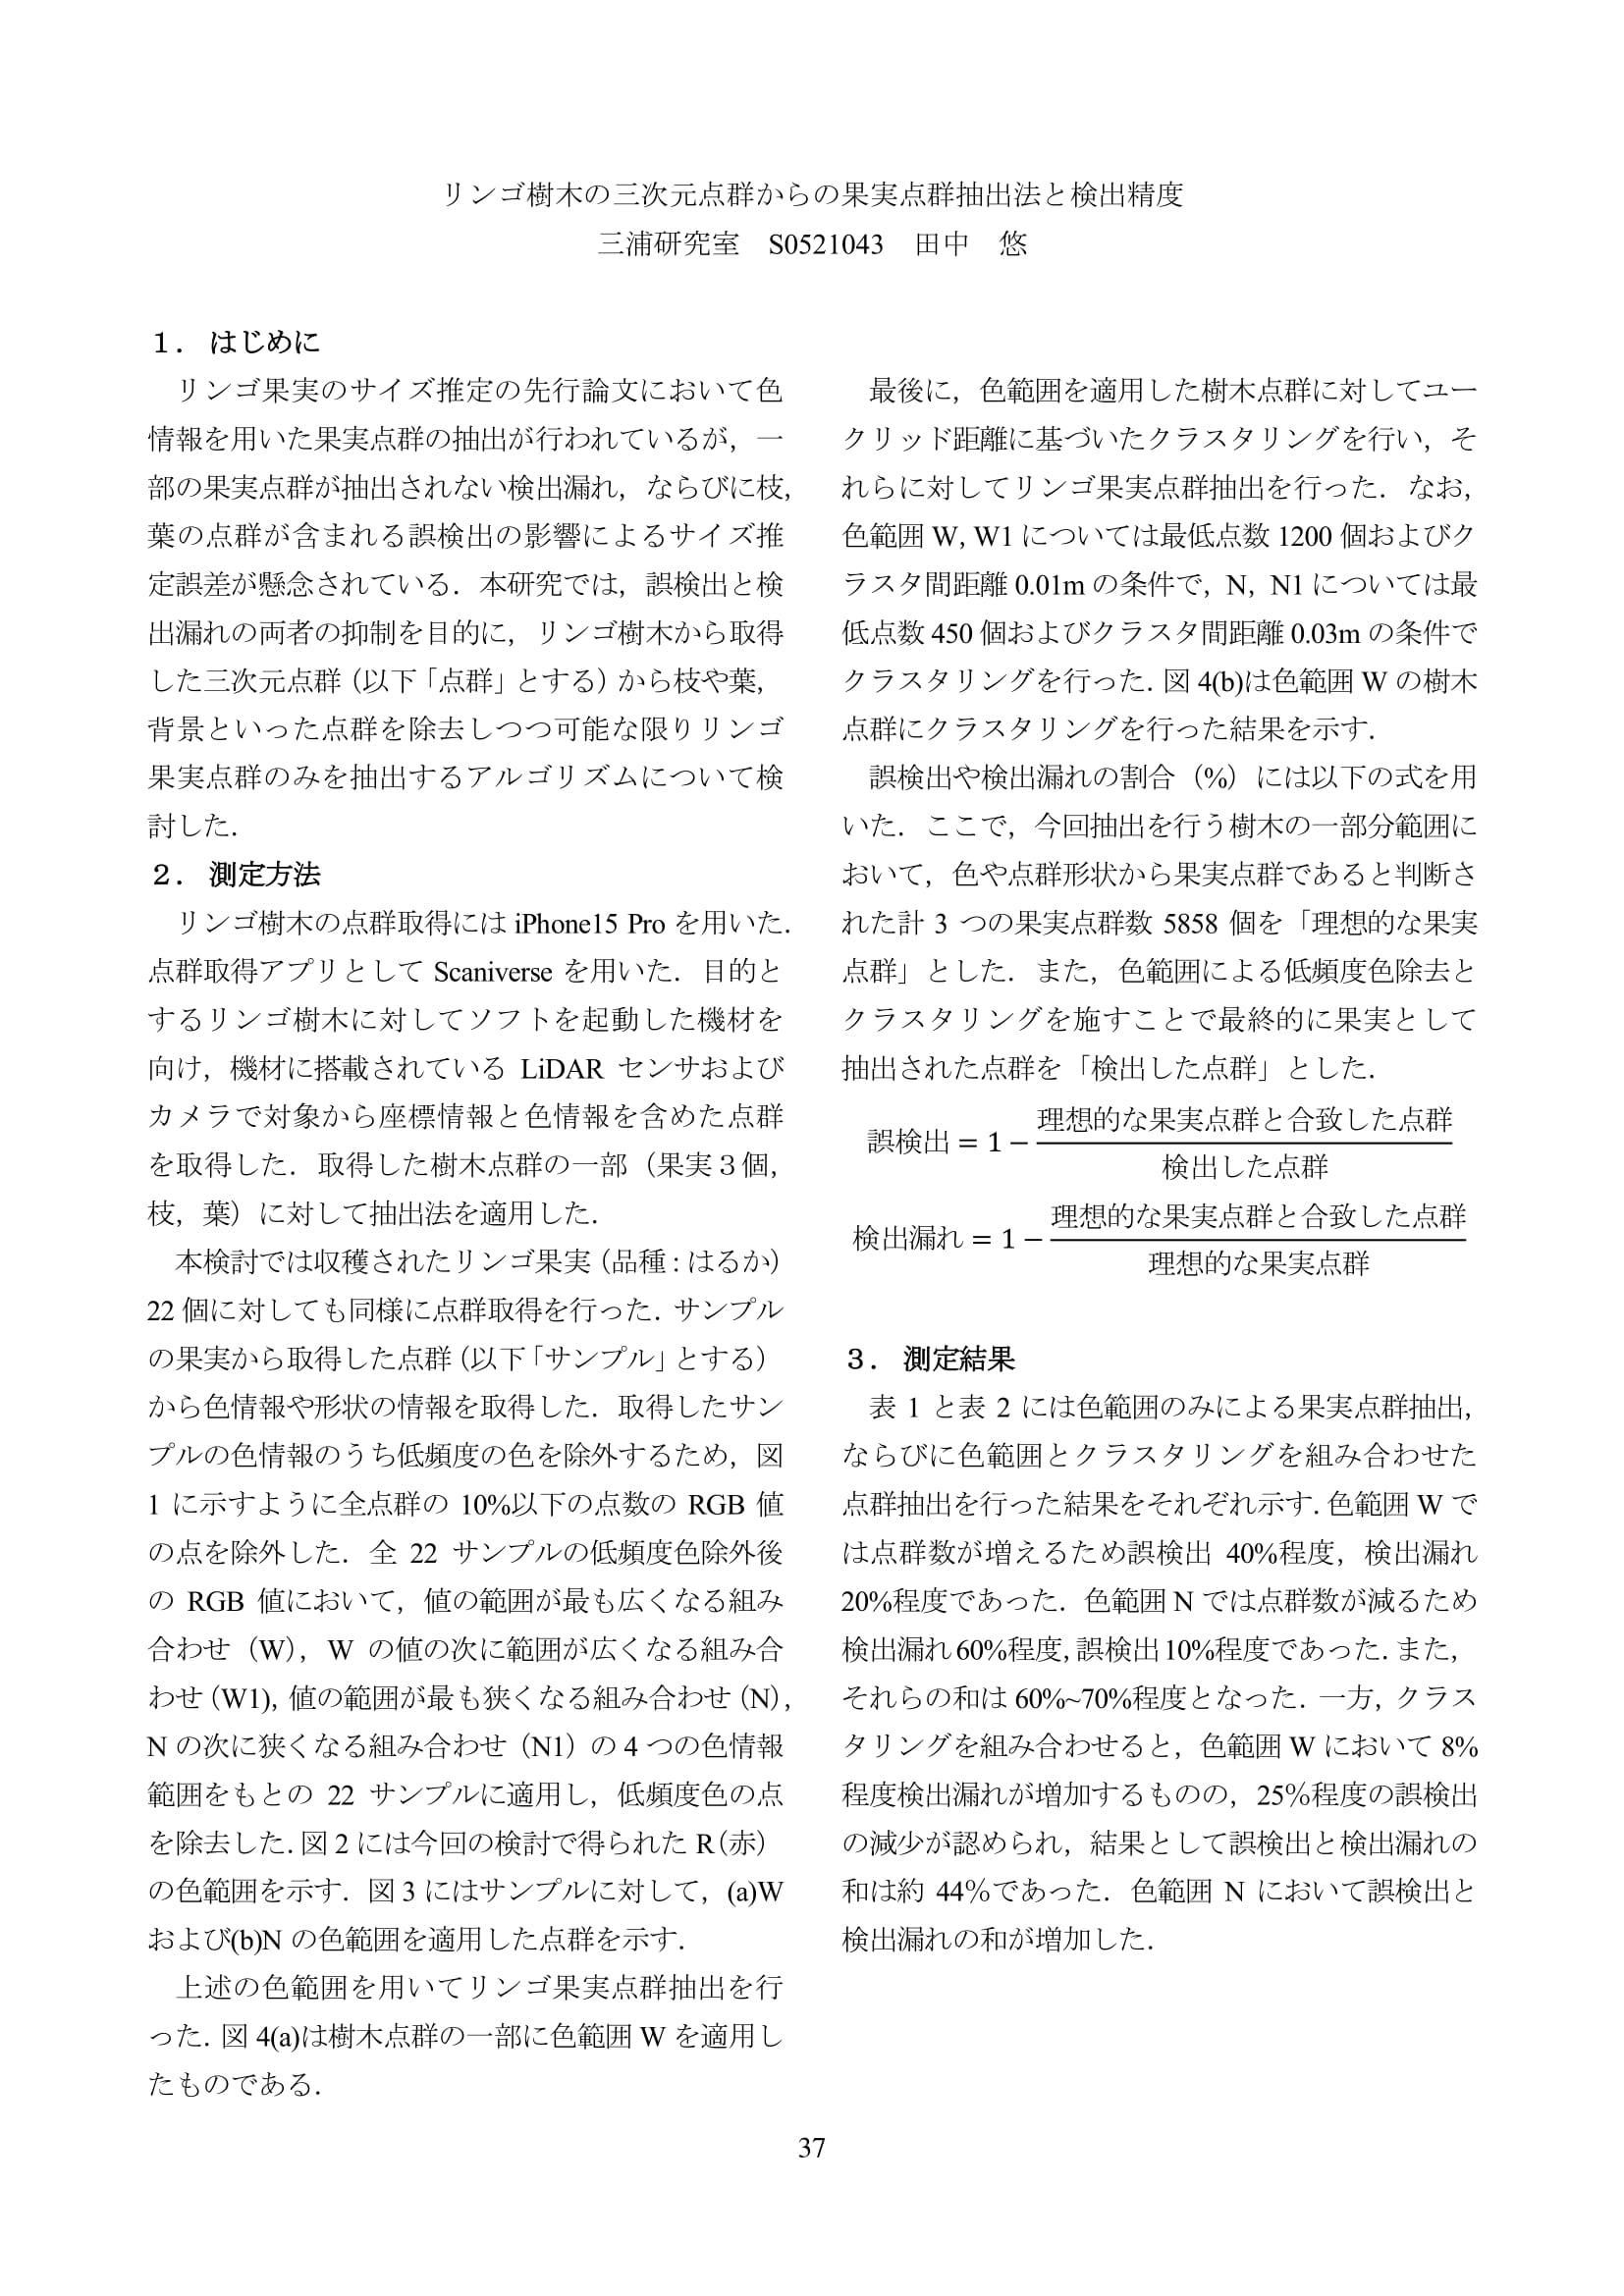 リンゴ樹木の三次元点群からの果実点群抽出法と検出精度
三浦研究室　S0521043　田中　悠
１．はじめに
リンゴ果実のサイズ推定の先行論文において色
情報を用いた果実点群の抽出が行われているが，一
部の果実点群が抽出されない検出漏れ，ならびに枝，
葉の点群が含まれる誤検出の影響によるサイズ推
定誤差が懸念されている．本研究では，誤検出と検
出漏れの両者の抑制を目的に，リンゴ樹木から取得
した三次元点群（以下「点群」とする）から枝や葉，
背景といった点群を除去しつつ可能な限りリンゴ
果実点群のみを抽出するアルゴリズムについて検
討した．
２．測定方法
リンゴ樹木の点群取得には iPhone15 Pro を用いた．
点群取得アプリとして Scaniverse を用いた．目的と
するリンゴ樹木に対してソフトを起動した機材を
向け，機材に搭載されている LiDAR センサおよび
カメラで対象から座標情報と色情報を含めた点群
を取得した．取得した樹木点群の一部（果実３個，
枝，葉）に対して抽出法を適用した．
本検討では収穫されたリンゴ果実（品種：はるか）
22 個に対しても同様に点群取得を行った．サンプル
の果実から取得した点群（以下「サンプル」とする）
から色情報や形状の情報を取得した．取得したサン
プルの色情報のうち低頻度の色を除外するため，図
1 に示すように全点群の 10%以下の点数の RGB 値
の点を除外した．全 22 サンプルの低頻度色除外後
の RGB 値において，値の範囲が最も広くなる組み
合わせ（W），W の値の次に範囲が広くなる組み合
わせ（W1），値の範囲が最も狭くなる組み合わせ（N），
N の次に狭くなる組み合わせ（N1）の 4 つの色情報
範囲をもとの 22 サンプルに適用し，低頻度色の点
を除去した．図 2 には今回の検討で得られた R（赤）
の色範囲を示す．図 3 にはサンプルに対して，(a)W
および(b)N の色範囲を適用した点群を示す．
上述の色範囲を用いてリンゴ果実点群抽出を行
った．図 4(a)は樹木点群の一部に色範囲 W を適用し
たものである．
最後に，色範囲を適用した樹木点群に対してユー
クリッド距離に基づいたクラスタリングを行い，そ
れらに対してリンゴ果実点群抽出を行った．なお，
色範囲 W, W1 については最低点数 1200 個およびク
ラスタ間距離 0.01m の条件で，N，N1 については最
低点数 450 個およびクラスタ間距離 0.03m の条件で
クラスタリングを行った．図 4(b)は色範囲 W の樹木
点群にクラスタリングを行った結果を示す．
誤検出や検出漏れの割合（%）には以下の式を用
いた．ここで，今回抽出を行う樹木の一部分範囲に
おいて，色や点群形状から果実点群であると判断さ
れた計 3 つの果実点群数 5858 個を「理想的な果実
点群」とした．また，色範囲による低頻度色除去と
クラスタリングを施すことで最終的に果実として
抽出された点群を「検出した点群」とした．
理想的な果実点群と合致した点群
誤検出 = 1 −
検出した点群
理想的な果実点群と合致した点群
検出漏れ = 1 −
理想的な果実点群
３．測定結果
表 1 と表 2 には色範囲のみによる果実点群抽出，
ならびに色範囲とクラスタリングを組み合わせた
点群抽出を行った結果をそれぞれ示す．色範囲 W で
は点群数が増えるため誤検出 40%程度，検出漏れ
20%程度であった．色範囲 N では点群数が減るため
検出漏れ 60%程度，誤検出 10%程度であった．また，
それらの和は 60%~70%程度となった．一方，クラス
タリングを組み合わせると，色範囲 W において 8%
程度検出漏れが増加するものの，25%程度の誤検出
の減少が認められ，結果として誤検出と検出漏れの
和は約 44%であった．色範囲 N において誤検出と
検出漏れの和が増加した．
37